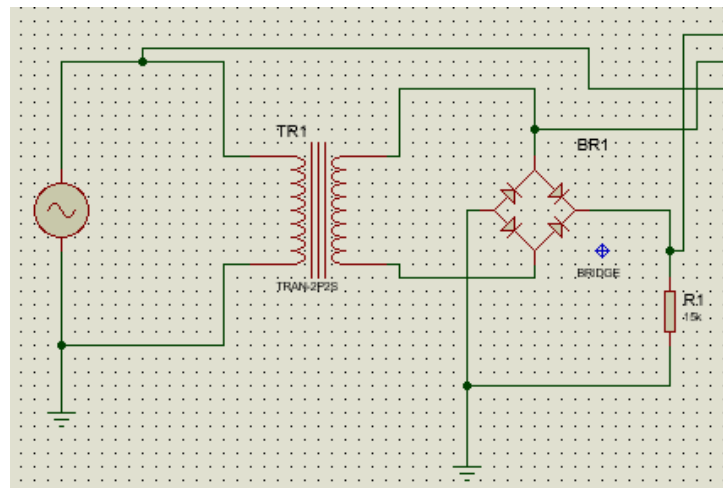 TR1
BR1
TRAN-2P2S
BRIDGE
R1
15k